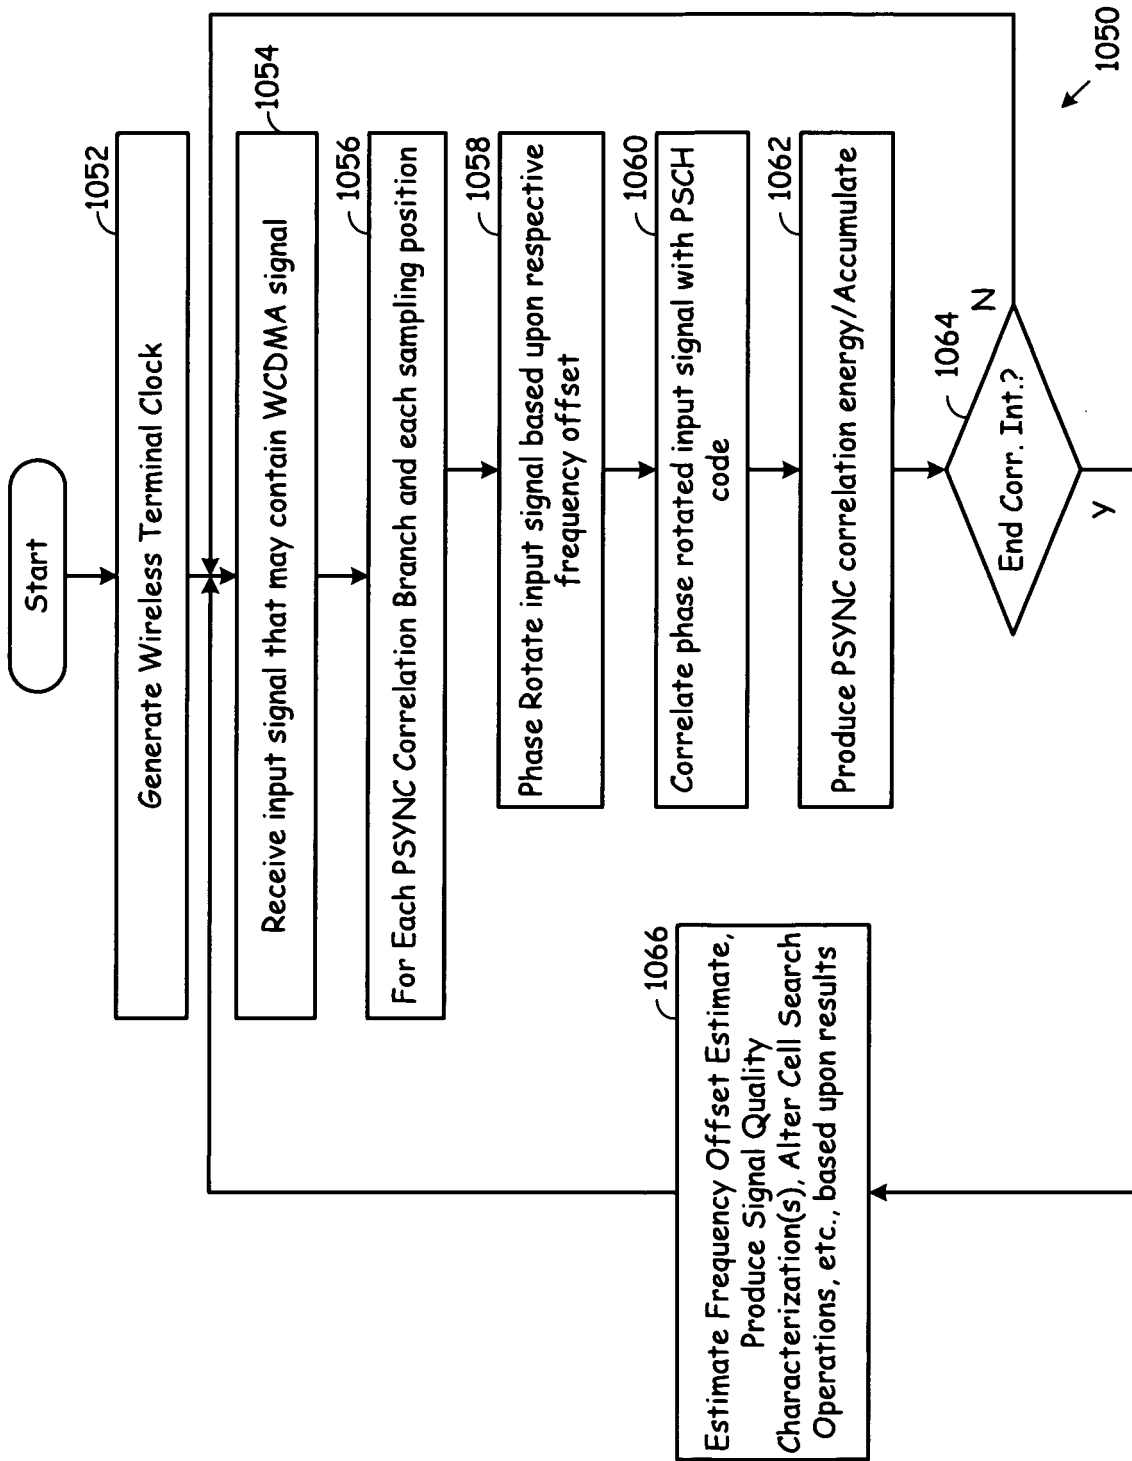 Start
Generate Wireless Terminal Clock
1052
Receive input signal that may contain WCDMA signal
1054
For Each PSYNC Correlation Branch and each sampling position
1056
Phase Rotate input signal based upon respective
frequency offset
1058
Correlate phase rotated input signal with PSCH
code
1060
Produce PSYNC correlation energy/Accumulate
1062
End Corr. Int.?
1064
N
Y
Estimate Frequency Offset Estimate,
Produce Signal Quality
Characterization(s), Alter Cell Search
Operations, etc., based upon results
1066
1050